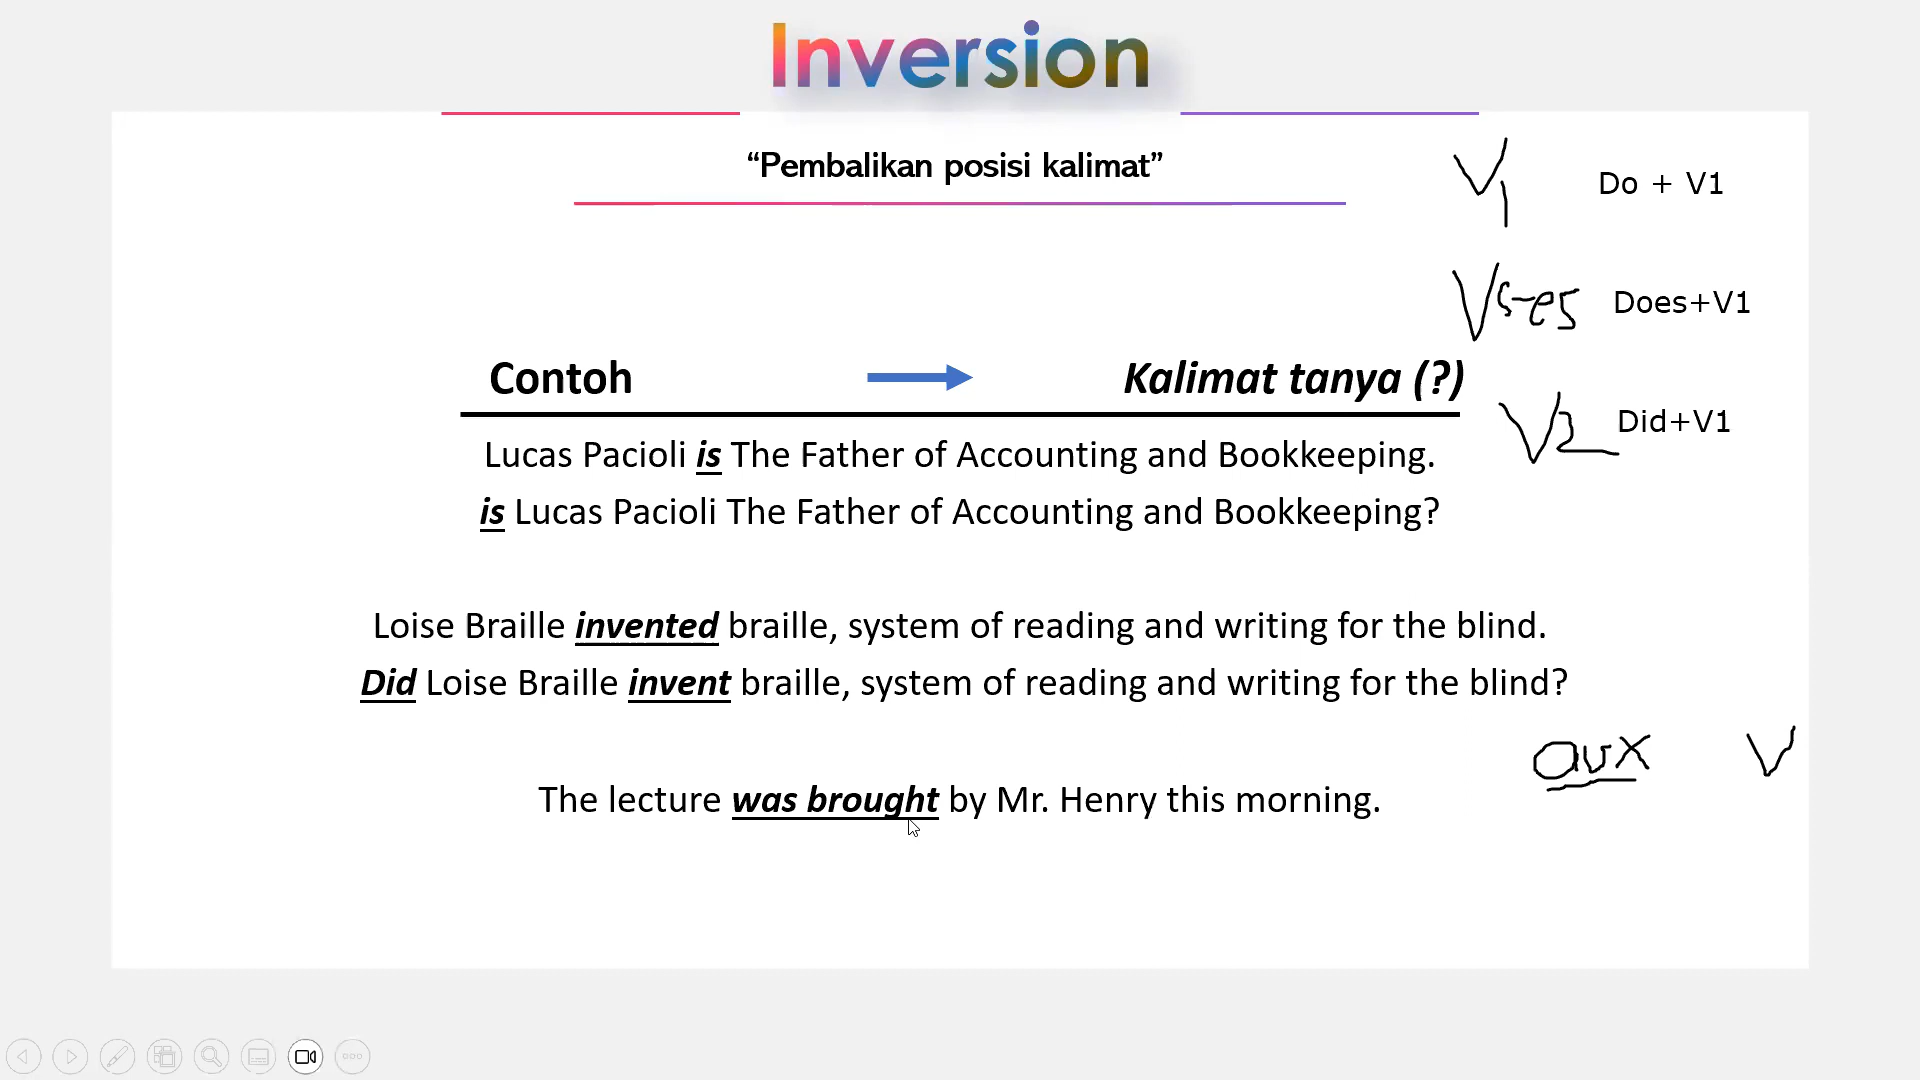 Inversion
“Pembalikan posisi kalimat”
V1 Do + V1
Vs-es Does+V1
Contoh Kalimat tanya (?)
V2 Did+V1
Lucas Pacioli is The Father of Accounting and Bookkeeping.
is Lucas Pacioli The Father of Accounting and Bookkeeping?
Loise Braille invented braille, system of reading and writing for the blind.
Did Loise Braille invent braille, system of reading and writing for the blind?
aux V
The lecture was brought by Mr. Henry this morning.